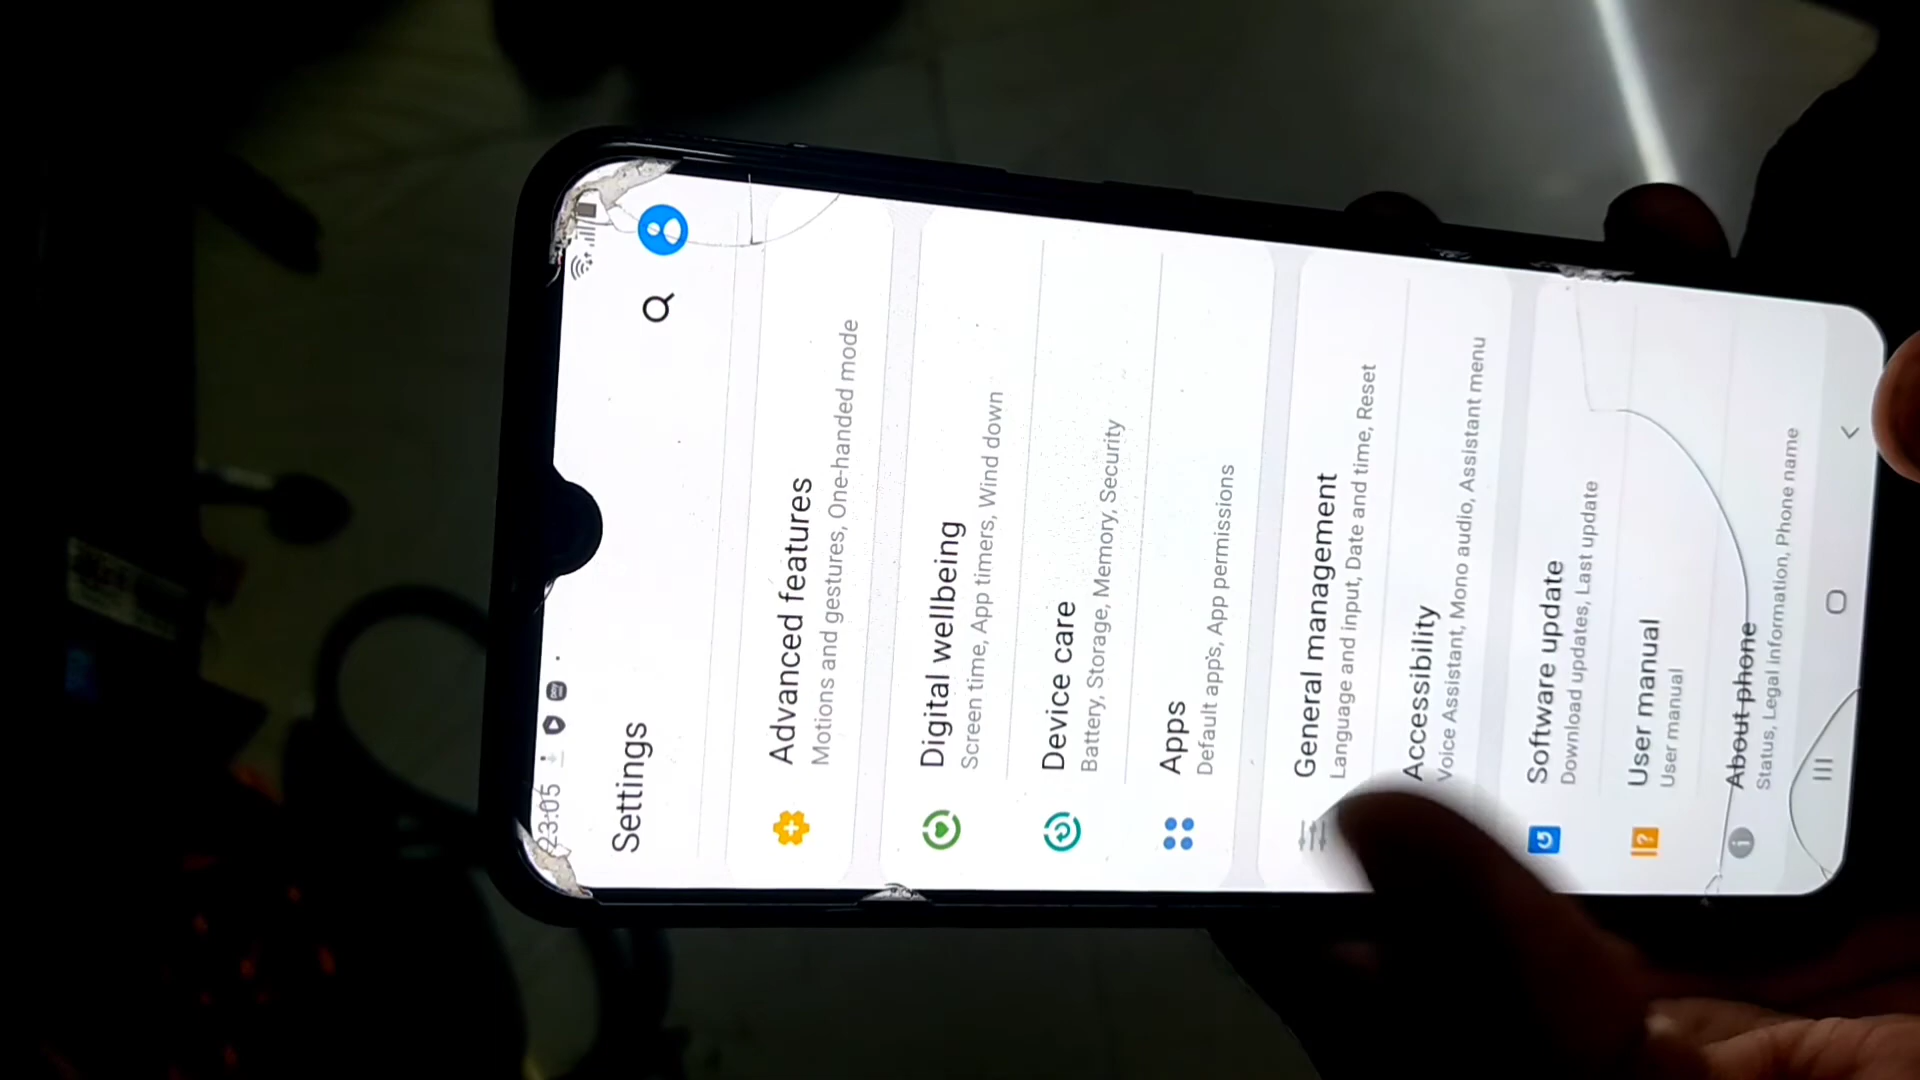 23:05
Settings
Advanced features
Motions and gestures, One-handed mode
Digital wellbeing
Screen time, App timers, Wind down
Device care
Battery, Storage, Memory, Security
Apps
Default apps, App permissions
General management
Language and input, Date and time, Reset
Accessibility
Voice Assistant, Mono audio, Assistant menu
Software update
Download updates, Last update
User manual
User manual
About phone
Status, Legal information, Phone name